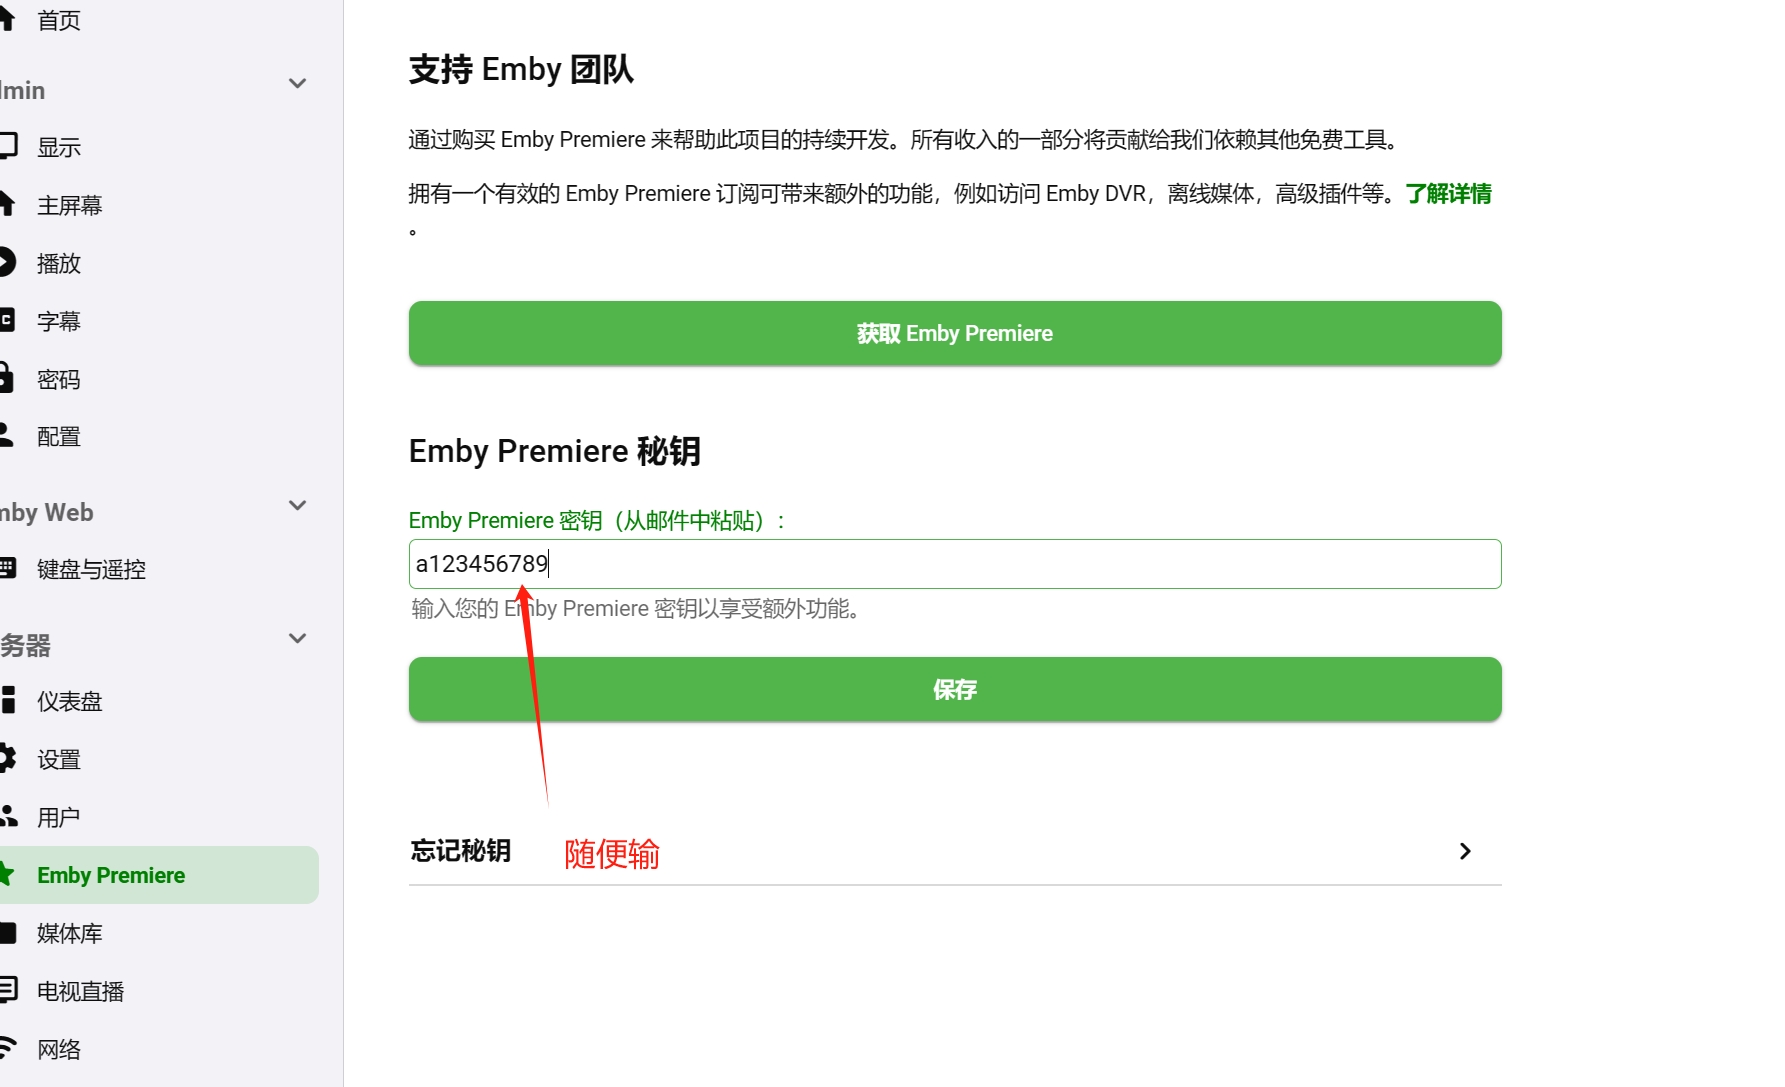 首页
dmin
显示
主屏幕
播放
字幕
密码
配置
mby Web
键盘与遥控
务器
仪表盘
设置
用户
Emby Premiere
媒体库
电视直播
网络
支持 Emby 团队
通过购买 Emby Premiere 来帮助此项目的持续开发。所有收入的一部分将贡献给我们依赖其他免费工具。
拥有一个有效的 Emby Premiere 订阅可带来额外的功能，例如访问 Emby DVR，离线媒体，高级插件等。了解详情
。
获取 Emby Premiere
Emby Premiere 秘钥
Emby Premiere 密钥（从邮件中粘贴）：
a123456789
输入您的 Emby Premiere 密钥以享受额外功能。
保存
忘记秘钥
随便输